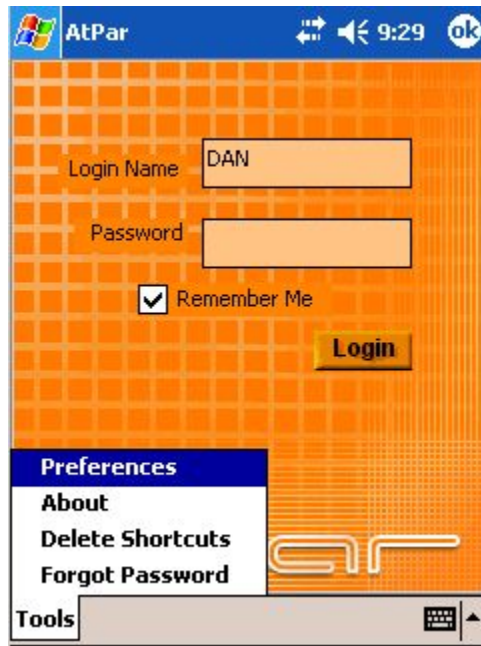 AtPar 9:29 ok
Login Name DAN
Password
Remember Me
Login
Preferences
About
Delete Shortcuts
Forgot Password
Tools